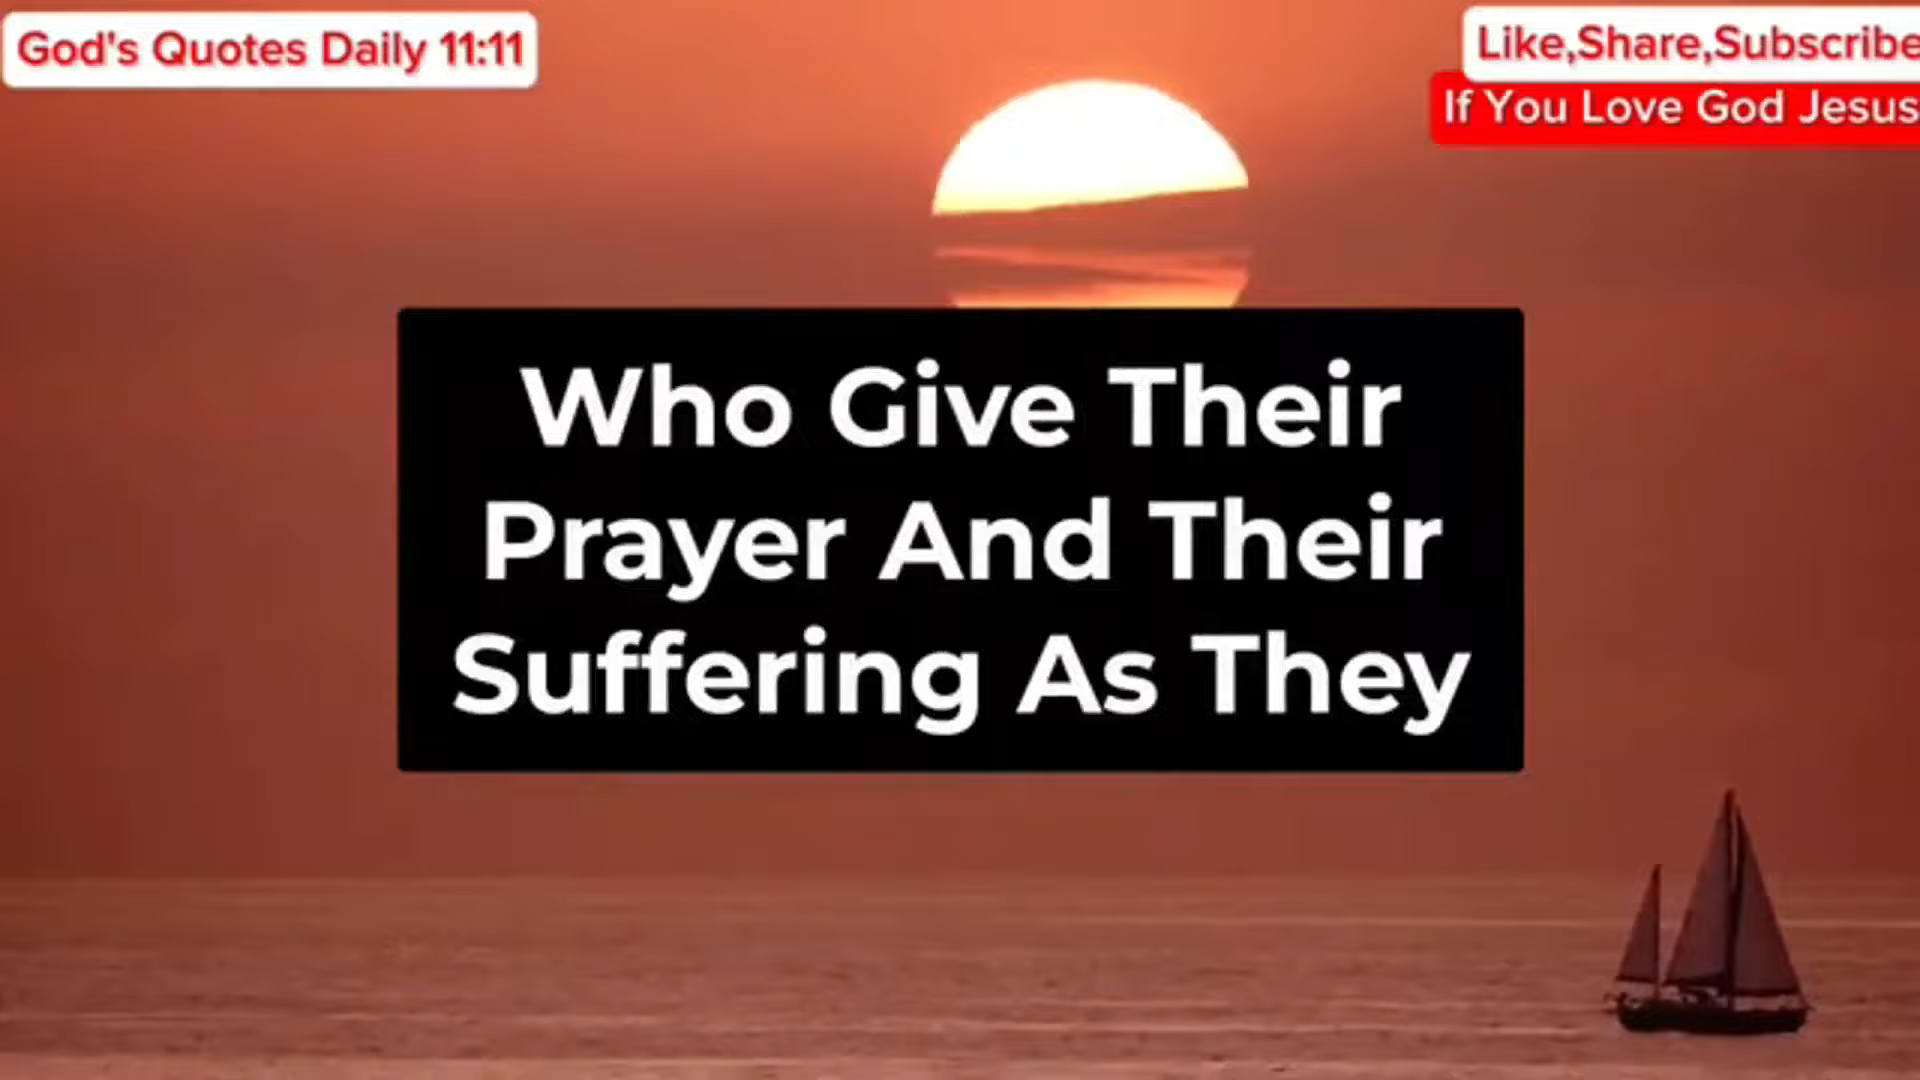 God's Quotes Daily 11:11
Like,Share,Subscribe
If You Love God Jesus
Who Give Their
Prayer And Their
Suffering As They